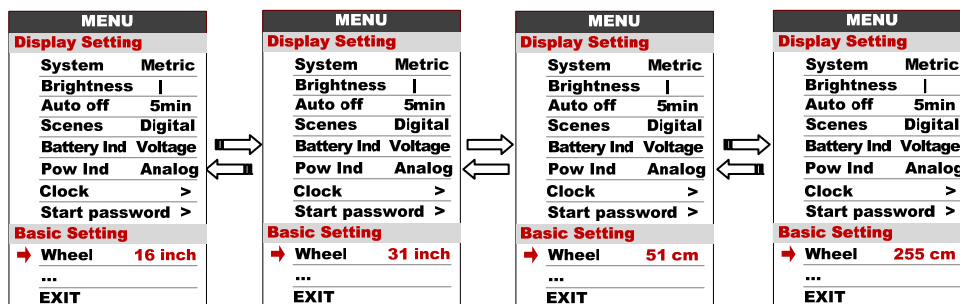 MENU
Display Setting
System Metric
Brightness |
Auto off 5min
Scenes Digital
Battery Ind Voltage
Pow Ind Analog
Clock >
Start password >
Basic Setting
Wheel 16 inch
...
EXIT
MENU
Display Setting
System Metric
Brightness |
Auto off 5min
Scenes Digital
Battery Ind Voltage
Pow Ind Analog
Clock >
Start password >
Basic Setting
Wheel 31 inch
...
EXIT
MENU
Display Setting
System Metric
Brightness |
Auto off 5min
Scenes Digital
Battery Ind Voltage
Pow Ind Analog
Clock >
Start password >
Basic Setting
Wheel 51 cm
...
EXIT
MENU
Display Setting
System Metric
Brightness |
Auto off 5min
Scenes Digital
Battery Ind Voltage
Pow Ind Analog
Clock >
Start password >
Basic Setting
Wheel 255 cm
...
EXIT